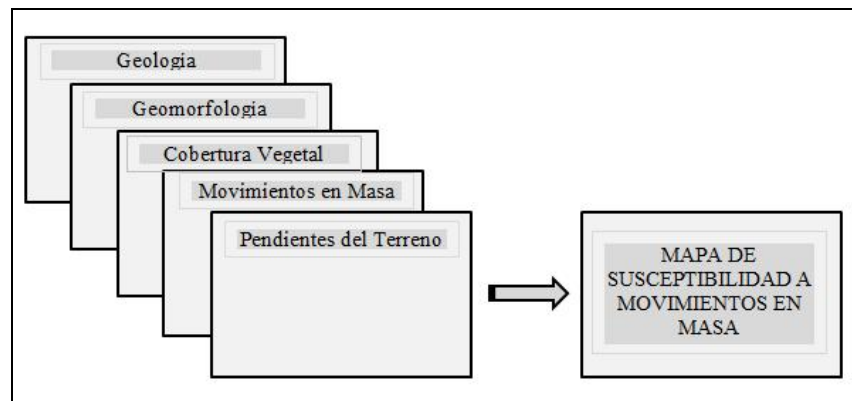 Geologia
Geomorfologia
Cobertura Vegetal
Movimientos en Masa
Pendientes del Terreno
MAPA DE
SUSCEPTIBILIDAD A
MOVIMIENTOS EN
MASA